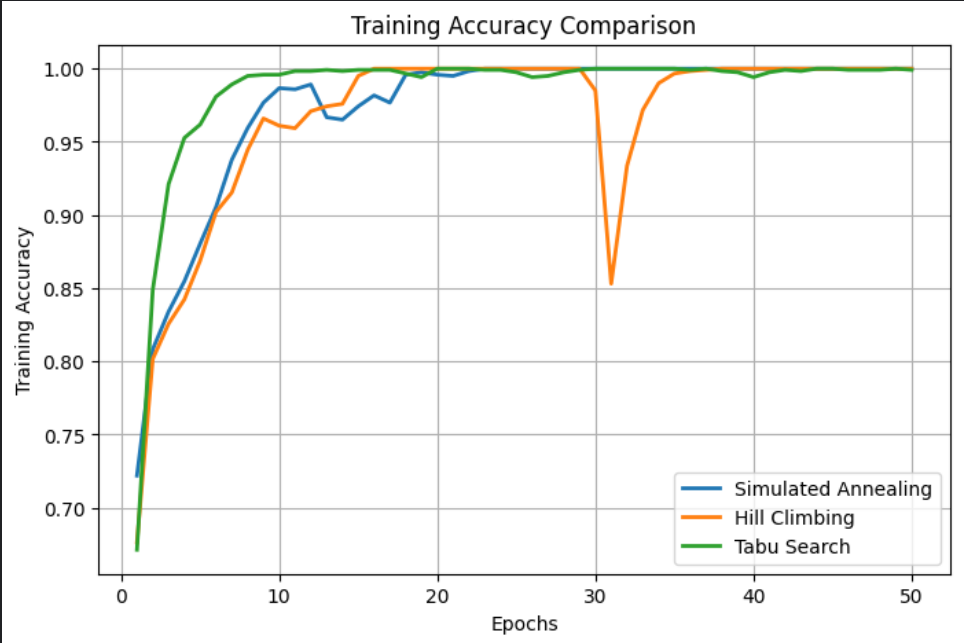 Training Accuracy Comparison
Training Accuracy
1.00
0.95
0.90
0.85
0.80
0.75
0.70
0
10
20
30
40
50
Epochs
Simulated Annealing
Hill Climbing
Tabu Search